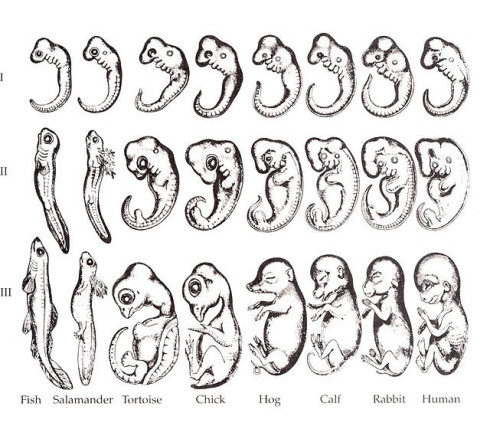 I
II
III
Fish Salamander Tortoise Chick Hog Calf Rabbit Human